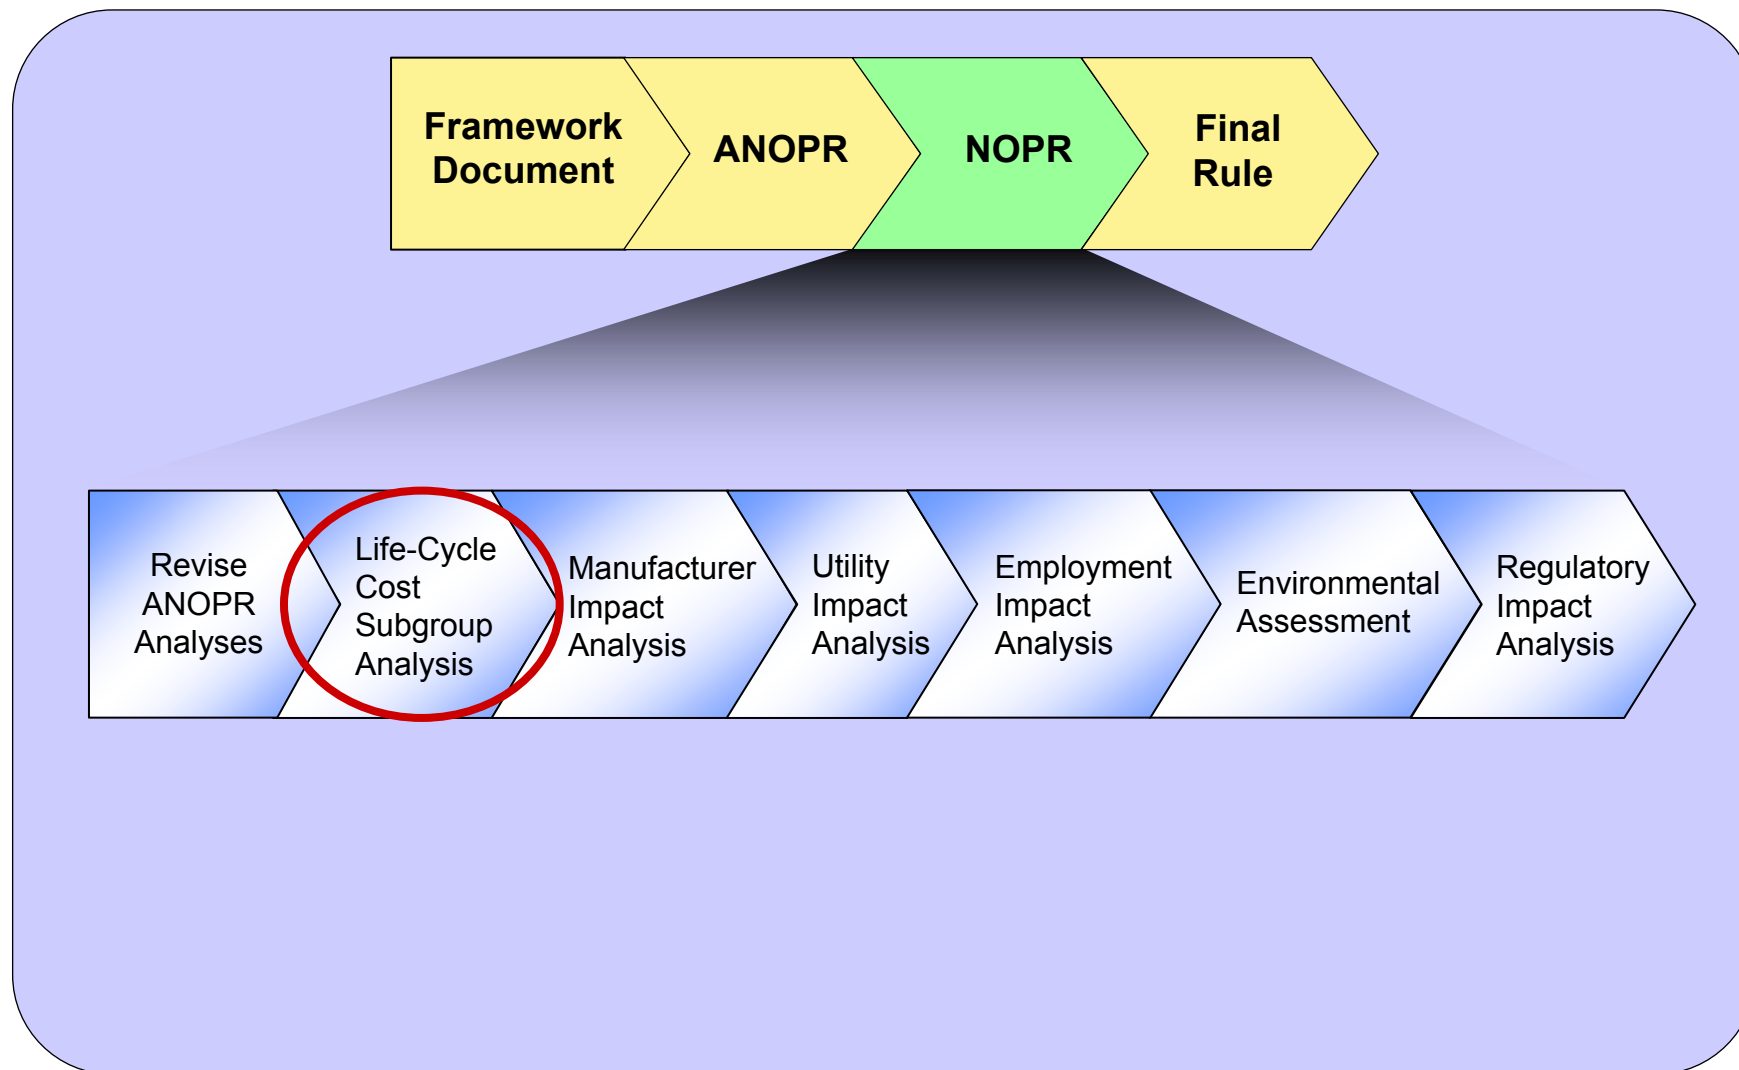 Framework
Document
ANOPR
NOPR
Final
Rule
Revise
ANOPR
Analyses
Life-Cycle
Cost
Subgroup
Analysis
Manufacturer
Impact
Analysis
Utility
Impact
Analysis
Employment
Impact
Analysis
Environmental
Assessment
Regulatory
Impact
Analysis